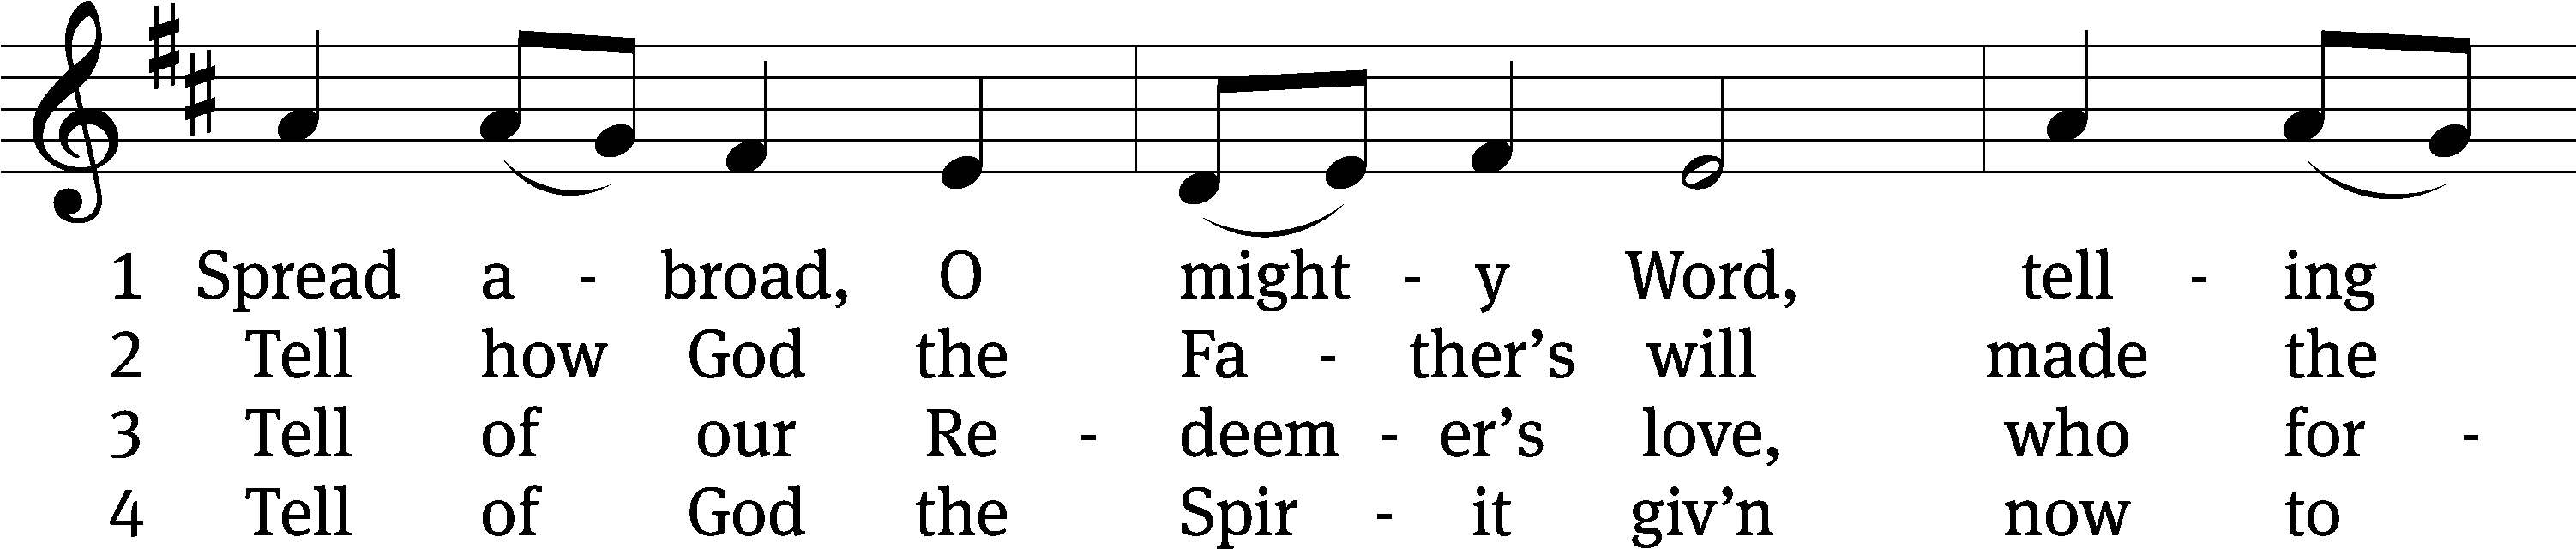 1 Spread a - broad, O might - y Word, tell - ing
2 Tell how God the Fa - ther’s will made the
3 Tell of our Re - deem - er’s love, who for -
4 Tell of God the Spir - it giv’n now to